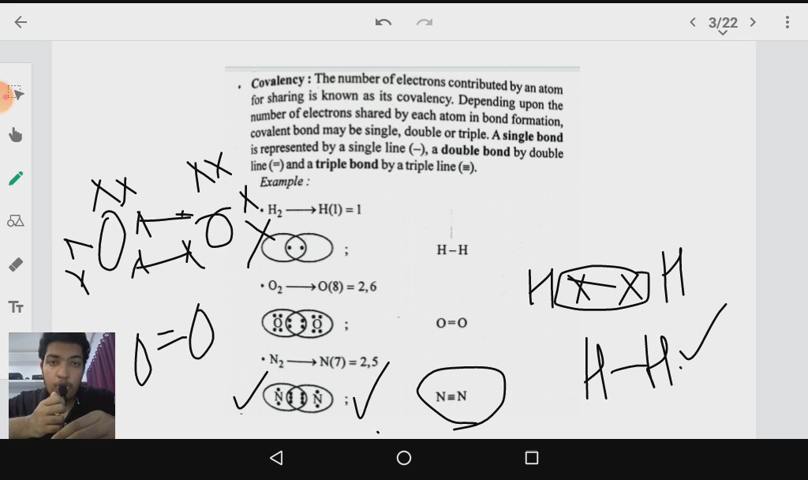 3/22
• Covalency : The number of electrons contributed by an atom
for sharing is known as its covalency. Depending upon the
number of electrons shared by each atom in bond formation,
covalent bond may be single, double or triple. A single bond
is represented by a single line (–), a double bond by double
line (=) and a triple bond by a triple line (≡).
Example :
• H₂ ⟶ H(1) = 1
; H–H
• O₂ ⟶ O(8) = 2,6
O O ; O=O
• N₂ ⟶ N(7) = 2,5
N N ; N≡N
XX XX
O O
O=O
H X–X H
H–H
Tт